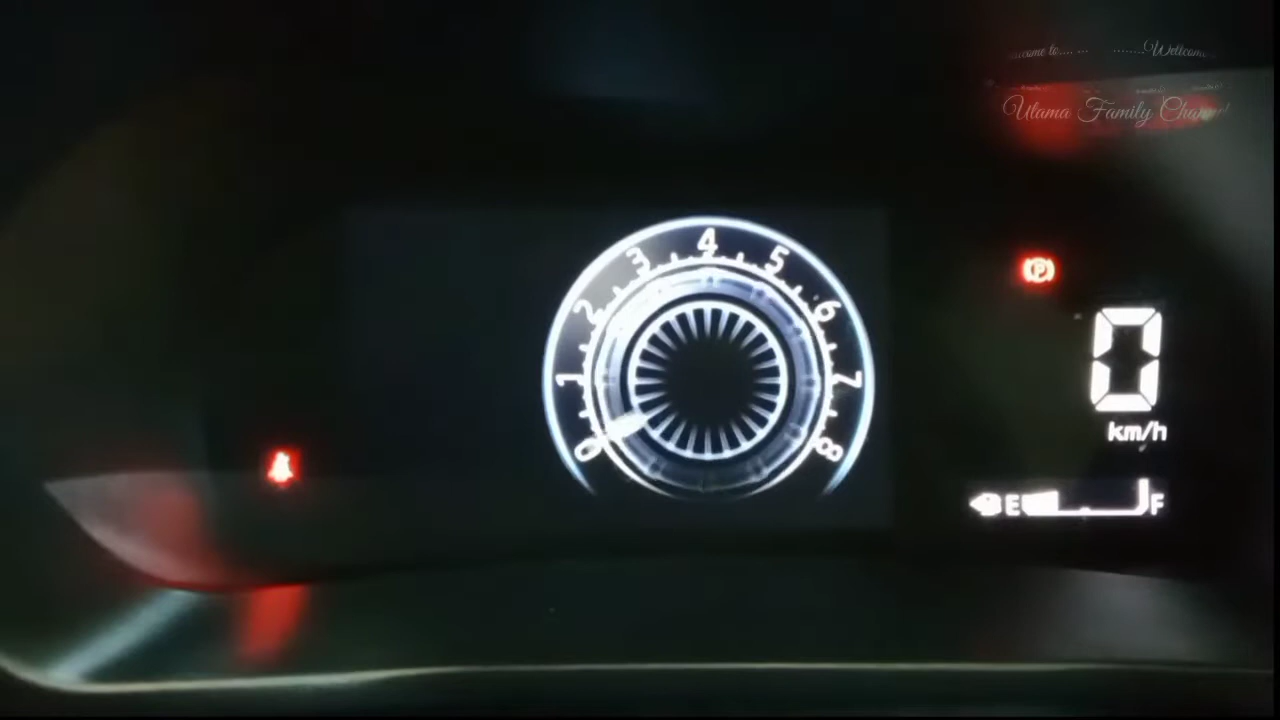 come to.... ... ........Wellcome
Utama Family Channel
4
3 5
2 6
1 7
0 8
P
0
km/h
E F